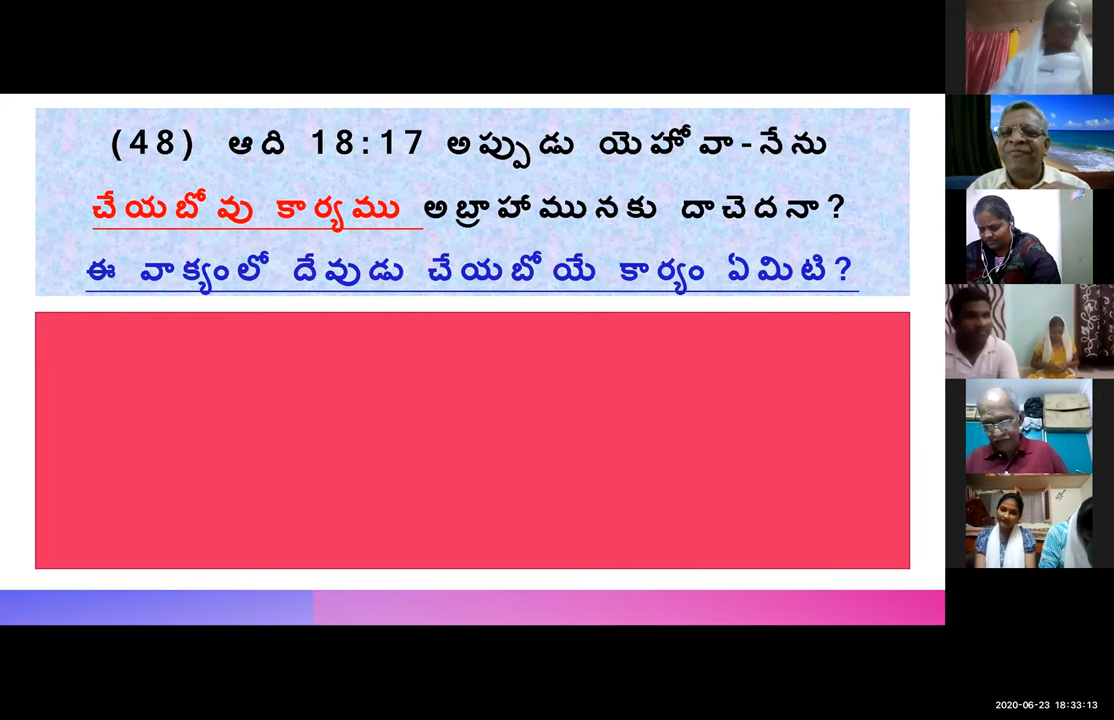 (48) ఆది 18:17 అప్పుడు యెహోవా-నేను
చేయబోవు కార్యము అబ్రాహామునకు దాచెదనా?
ఈ వాక్యంలో దేవుడు చేయబోయే కార్యం ఏమిటి?
2020-06-23 18:33:13